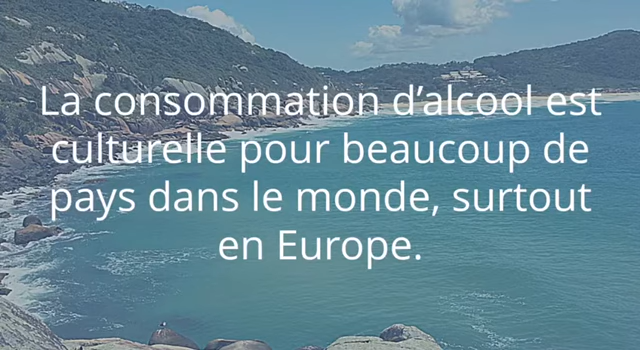 La consommation d’alcool est
culturelle pour beaucoup de
pays dans le monde, surtout
en Europe.